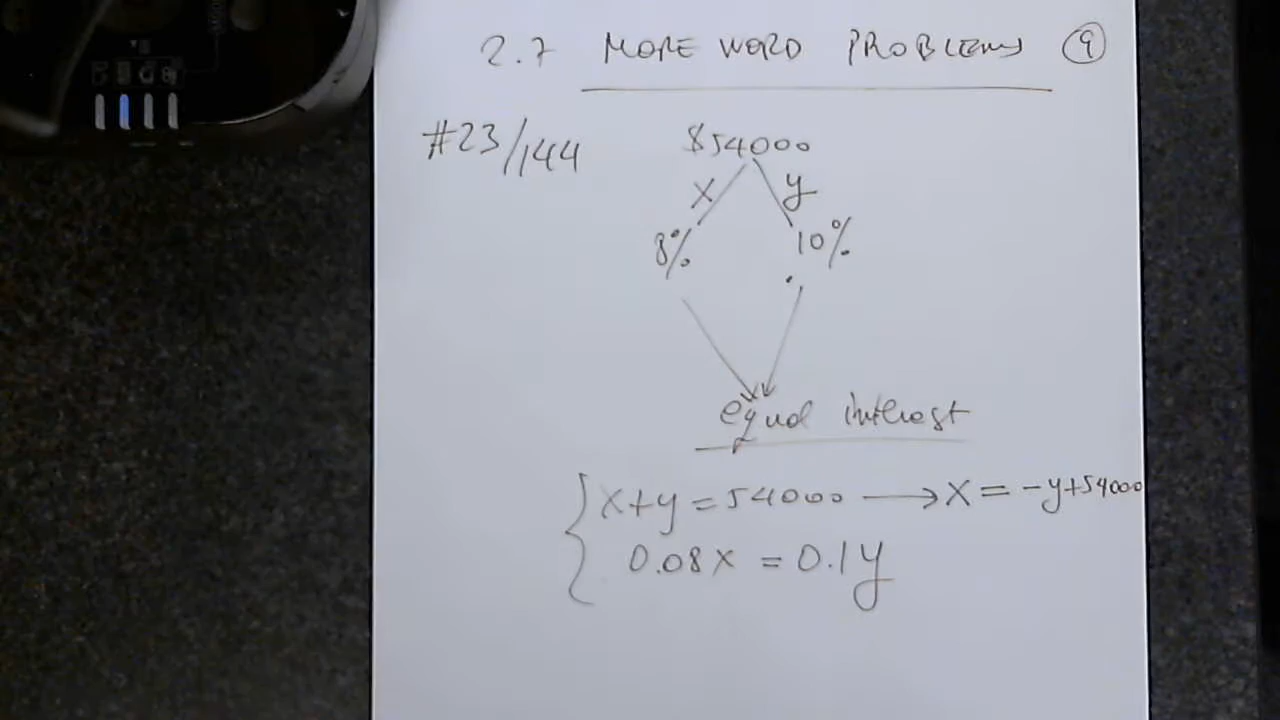 2.7 MORE WORD PROBLEMS 9
#23/144
$54000
x y
8% 10%
equal interest
x+y=54000 → x=-y+54000
0.08x = 0.1y